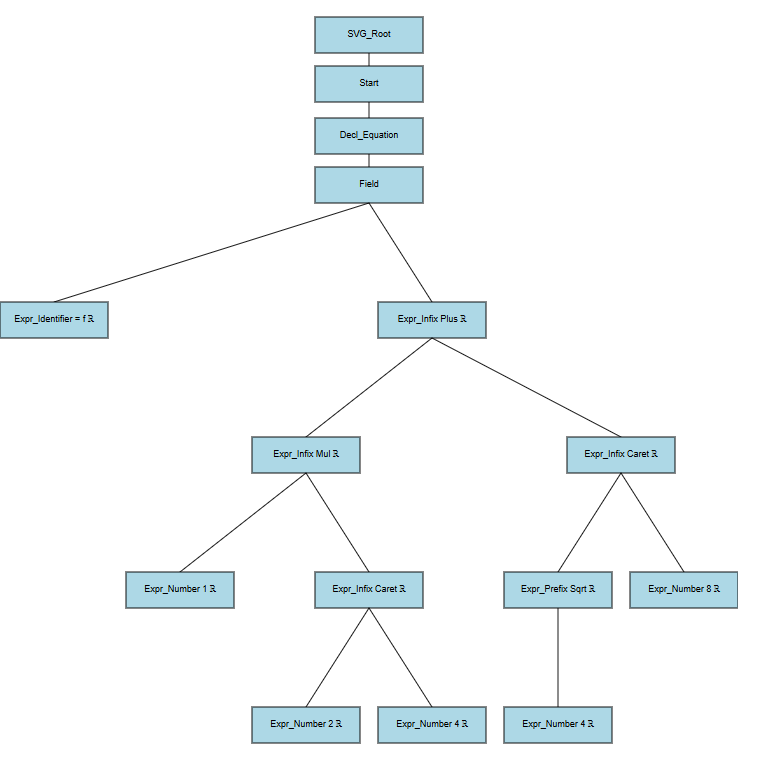 SVG_Root
Start
Decl_Equation
Field
Expr_Identifier = f ℝ
Expr_Infix Plus ℝ
Expr_Infix Mul ℝ
Expr_Infix Caret ℝ
Expr_Number 1 ℝ
Expr_Infix Caret ℝ
Expr_Prefix Sqrt ℝ
Expr_Number 8 ℝ
Expr_Number 2 ℝ
Expr_Number 4 ℝ
Expr_Number 4 ℝ